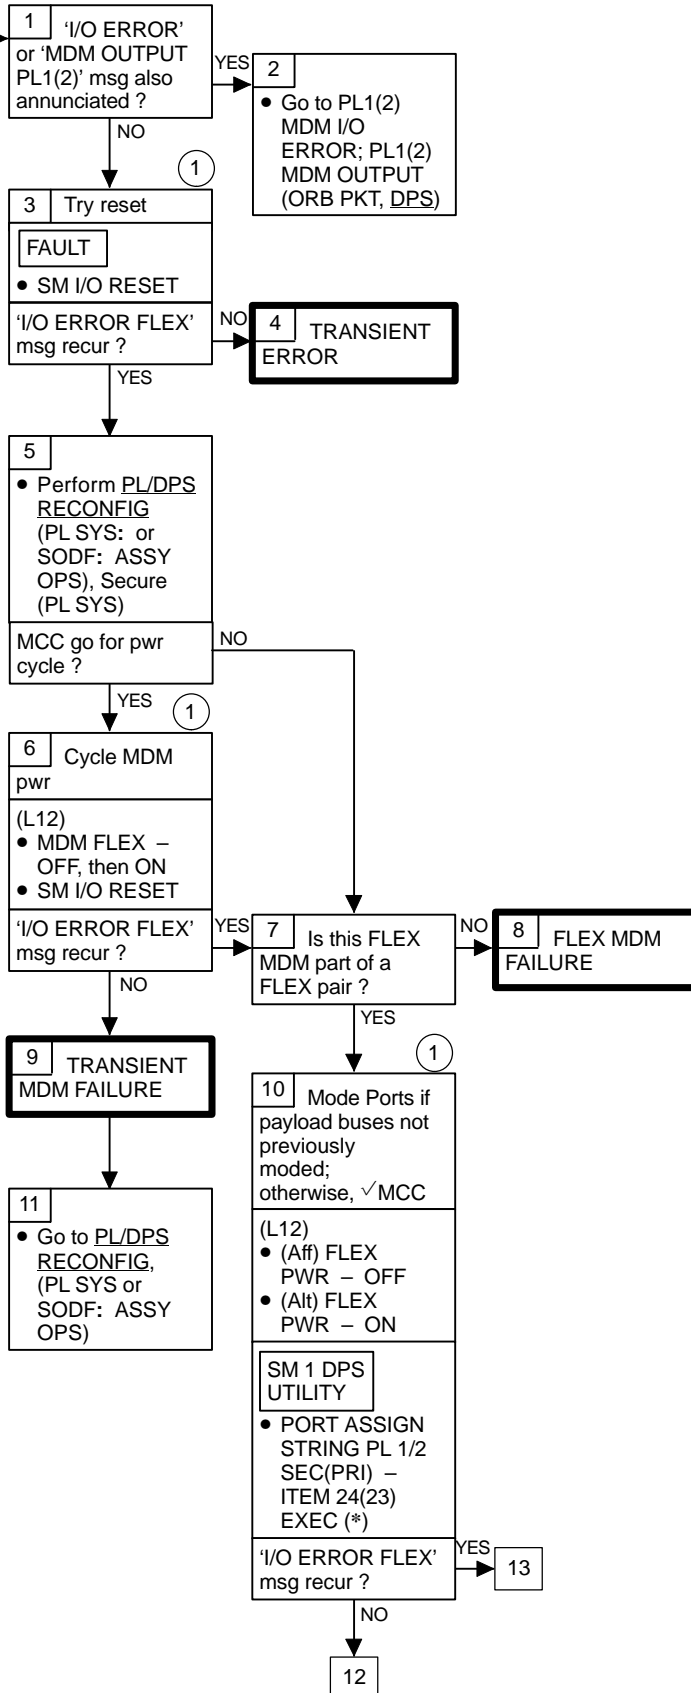 1 'I/O ERROR'
or 'MDM OUTPUT
PL1(2)' msg also
annunciated ?
YES
NO
2
• Go to PL1(2)
MDM I/O
ERROR; PL1(2)
MDM OUTPUT
(ORB PKT, DPS)
1
3 Try reset
FAULT
• SM I/O RESET
'I/O ERROR FLEX'
msg recur ?
NO
YES
4 TRANSIENT
ERROR
5
• Perform PL/DPS
RECONFIG
(PL SYS: or
SODF: ASSY
OPS), Secure
(PL SYS)
MCC go for pwr
cycle ?
NO
YES
1
6 Cycle MDM
pwr
(L12)
• MDM FLEX –
OFF, then ON
• SM I/O RESET
'I/O ERROR FLEX'
msg recur ?
YES
NO
7 Is this FLEX
MDM part of a
FLEX pair ?
NO
YES
8 FLEX MDM
FAILURE
9 TRANSIENT
MDM FAILURE
1
10 Mode Ports if
payload buses not
previously
moded;
otherwise, ✓MCC
(L12)
• (Aff) FLEX
PWR – OFF
• (Alt) FLEX
PWR – ON
SM 1 DPS
UTILITY
• PORT ASSIGN
STRING PL 1/2
SEC(PRI) –
ITEM 24(23)
EXEC (*)
'I/O ERROR FLEX'
msg recur ?
YES
13
NO
12
11
• Go to PL/DPS
RECONFIG,
(PL SYS or
SODF: ASSY
OPS)